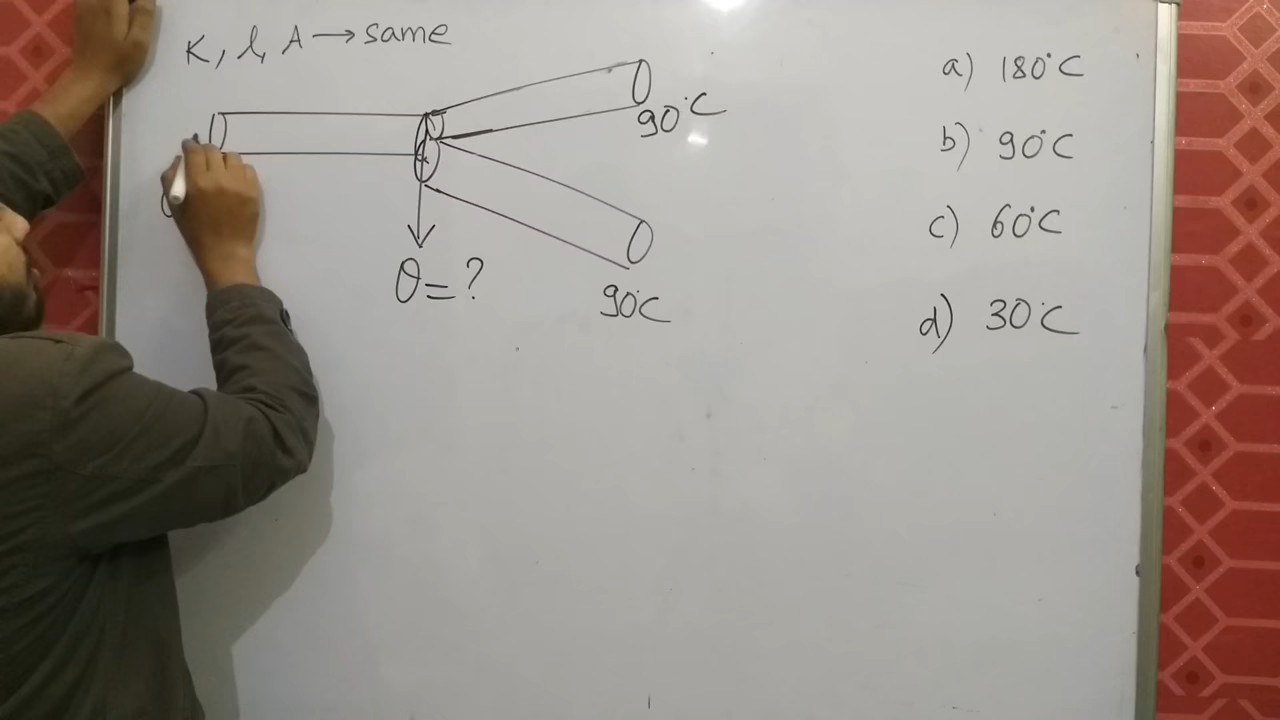 K, l, A → same
90°C
θ = ?
90°C
a) 180°C
b) 90°C
c) 60°C
d) 30°C